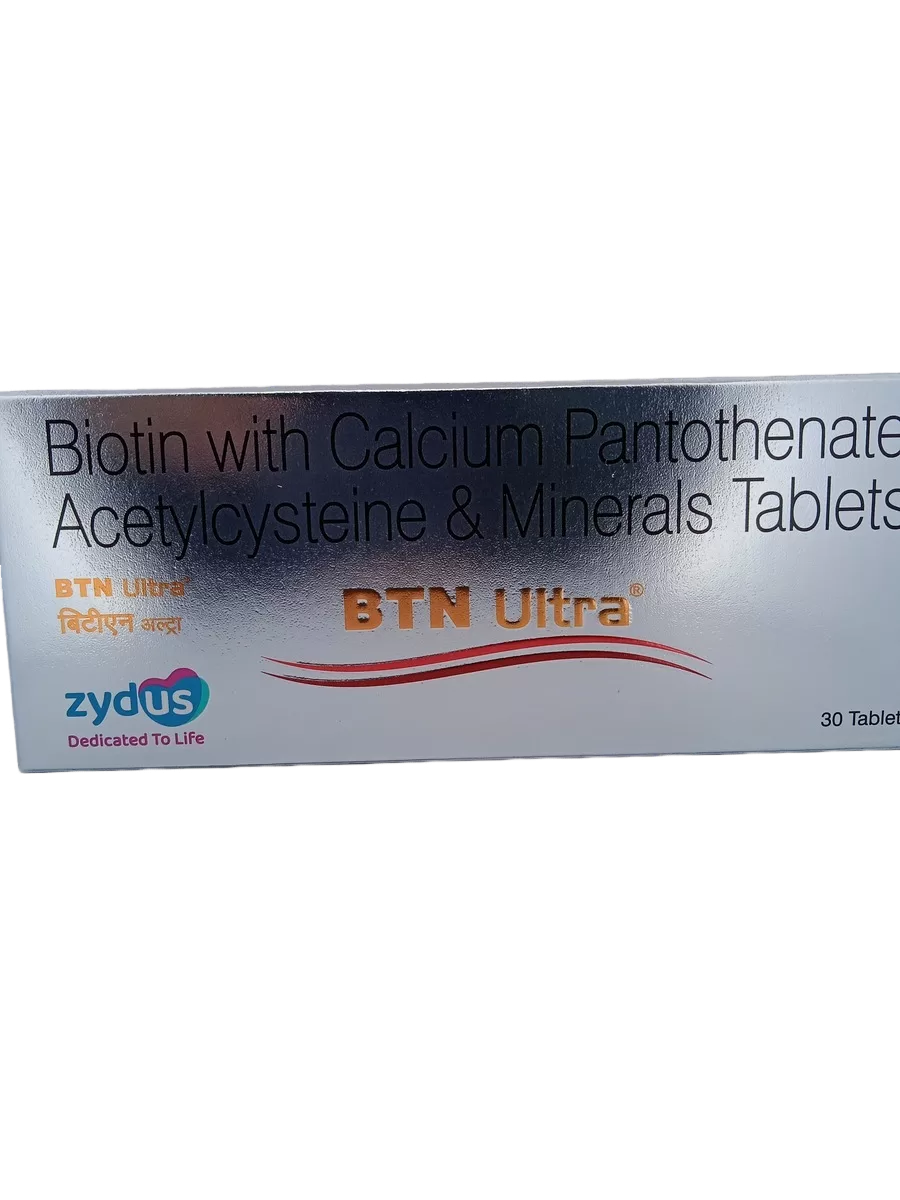 Biotin with Calcium Pantothenate
Acetylcysteine & Minerals Tablets
BTN Ultra
बिटीएन अल्ट्रा
BTN Ultra®
zydus
Dedicated To Life
30 Tablet